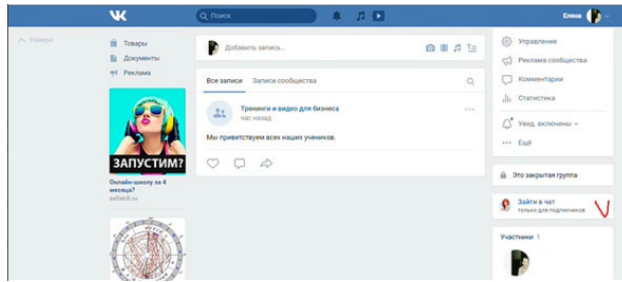 Поиск
Елена
Наверх
Товары
Документы
Реклама
ЗАПУСТИМ?
Онлайн-школу за 4
месяца?
Добавить запись...
Все записи Записи сообщества
Тренинги и видео для бизнеса
час назад
Мы приветствуем всех наших учеников.
Управление
Реклама сообщества
Комментарии
Статистика
Увед. включены
Ещё
Это закрытая группа
Зайти в чат
только для подписчиков
Участники 1